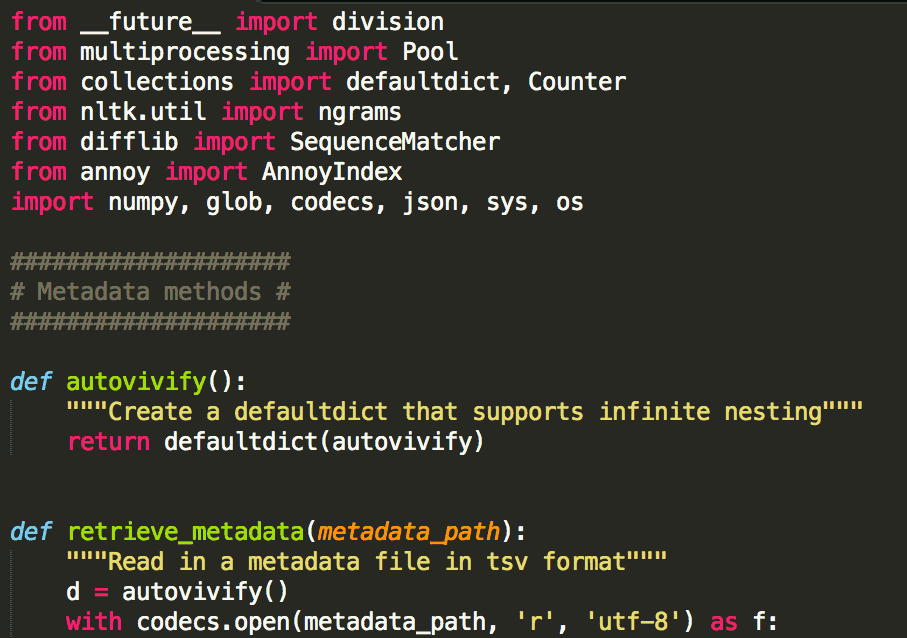 from __future__ import division
from multiprocessing import Pool
from collections import defaultdict, Counter
from nltk.util import ngrams
from difflib import SequenceMatcher
from annoy import AnnoyIndex
import numpy, glob, codecs, json, sys, os

####################
# Metadata methods #
####################

def autovivify():
    """Create a defaultdict that supports infinite nesting"""
    return defaultdict(autovivify)


def retrieve_metadata(metadata_path):
    """Read in a metadata file in tsv format"""
    d = autovivify()
    with codecs.open(metadata_path, 'r', 'utf-8') as f: